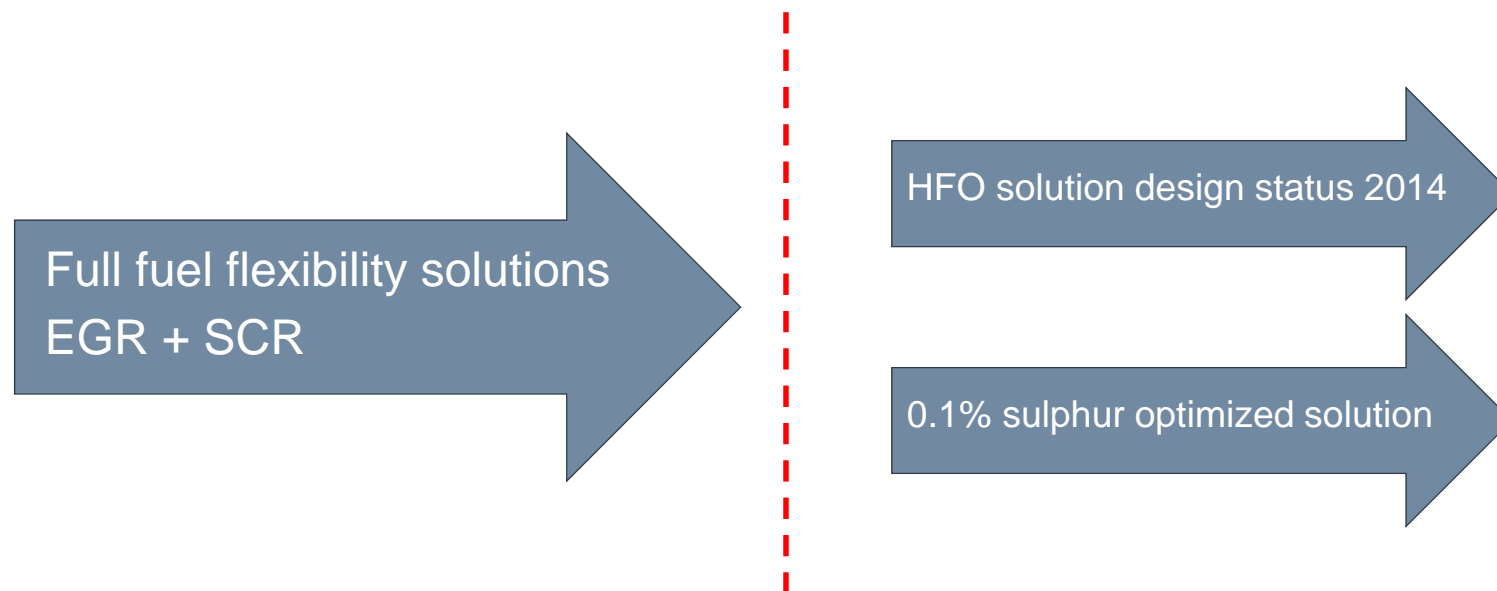 Full fuel flexibility solutions
EGR + SCR
HFO solution design status 2014
0.1% sulphur optimized solution